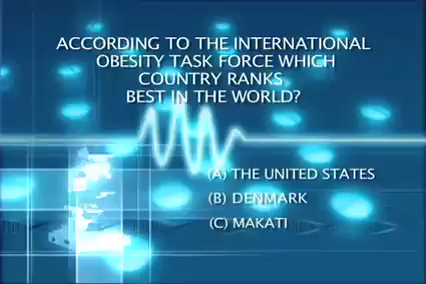 ACCORDING TO THE INTERNATIONAL
OBESITY TASK FORCE WHICH
COUNTRY RANKS
BEST IN THE WORLD?
(A) THE UNITED STATES
(B) DENMARK
(C) MAKATI